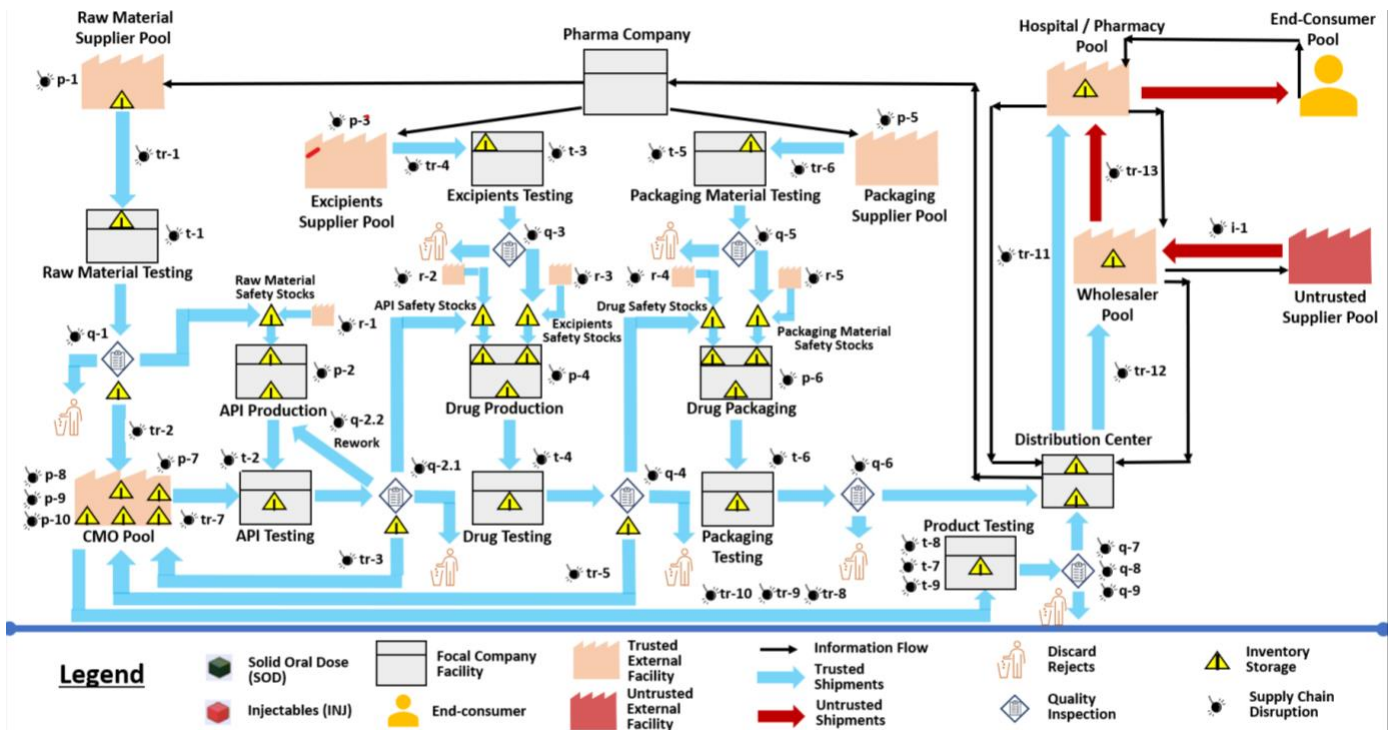 Raw Material
Supplier Pool
p-1
tr-1
t-1
Raw Material Testing
q-1
tr-2
p-8
p-9
p-10
p-7
CMO Pool
tr-7
Raw Material
Safety Stocks
r-1
p-2
API Production
q-2.2
Rework
t-2
API Testing
q-2.1
tr-3
Pharma Company
p-3
tr-4
Excipients
Supplier Pool
t-3
Excipients Testing
q-3
r-2
r-3
API Safety Stocks
Excipients
Safety Stocks
p-4
Drug Production
t-4
Drug Testing
q-4
tr-5
p-5
t-5
tr-6
Packaging Material Testing
Packaging
Supplier Pool
q-5
r-4
r-5
Drug Safety Stocks
Packaging Material
Safety Stocks
p-6
Drug Packaging
t-6
Packaging
Testing
q-6
tr-10
tr-9
tr-8
Hospital / Pharmacy
Pool
End-Consumer
Pool
tr-13
i-1
tr-11
Wholesaler
Pool
Untrusted
Supplier Pool
tr-12
Distribution Center
Product Testing
t-8
t-7
t-9
q-7
q-8
q-9
Legend
Solid Oral Dose
(SOD)
Injectables (INJ)
Focal Company
Facility
End-consumer
Trusted
External
Facility
Untrusted
External
Facility
Information Flow
Trusted
Shipments
Untrusted
Shipments
Discard
Rejects
Quality
Inspection
Inventory
Storage
Supply Chain
Disruption